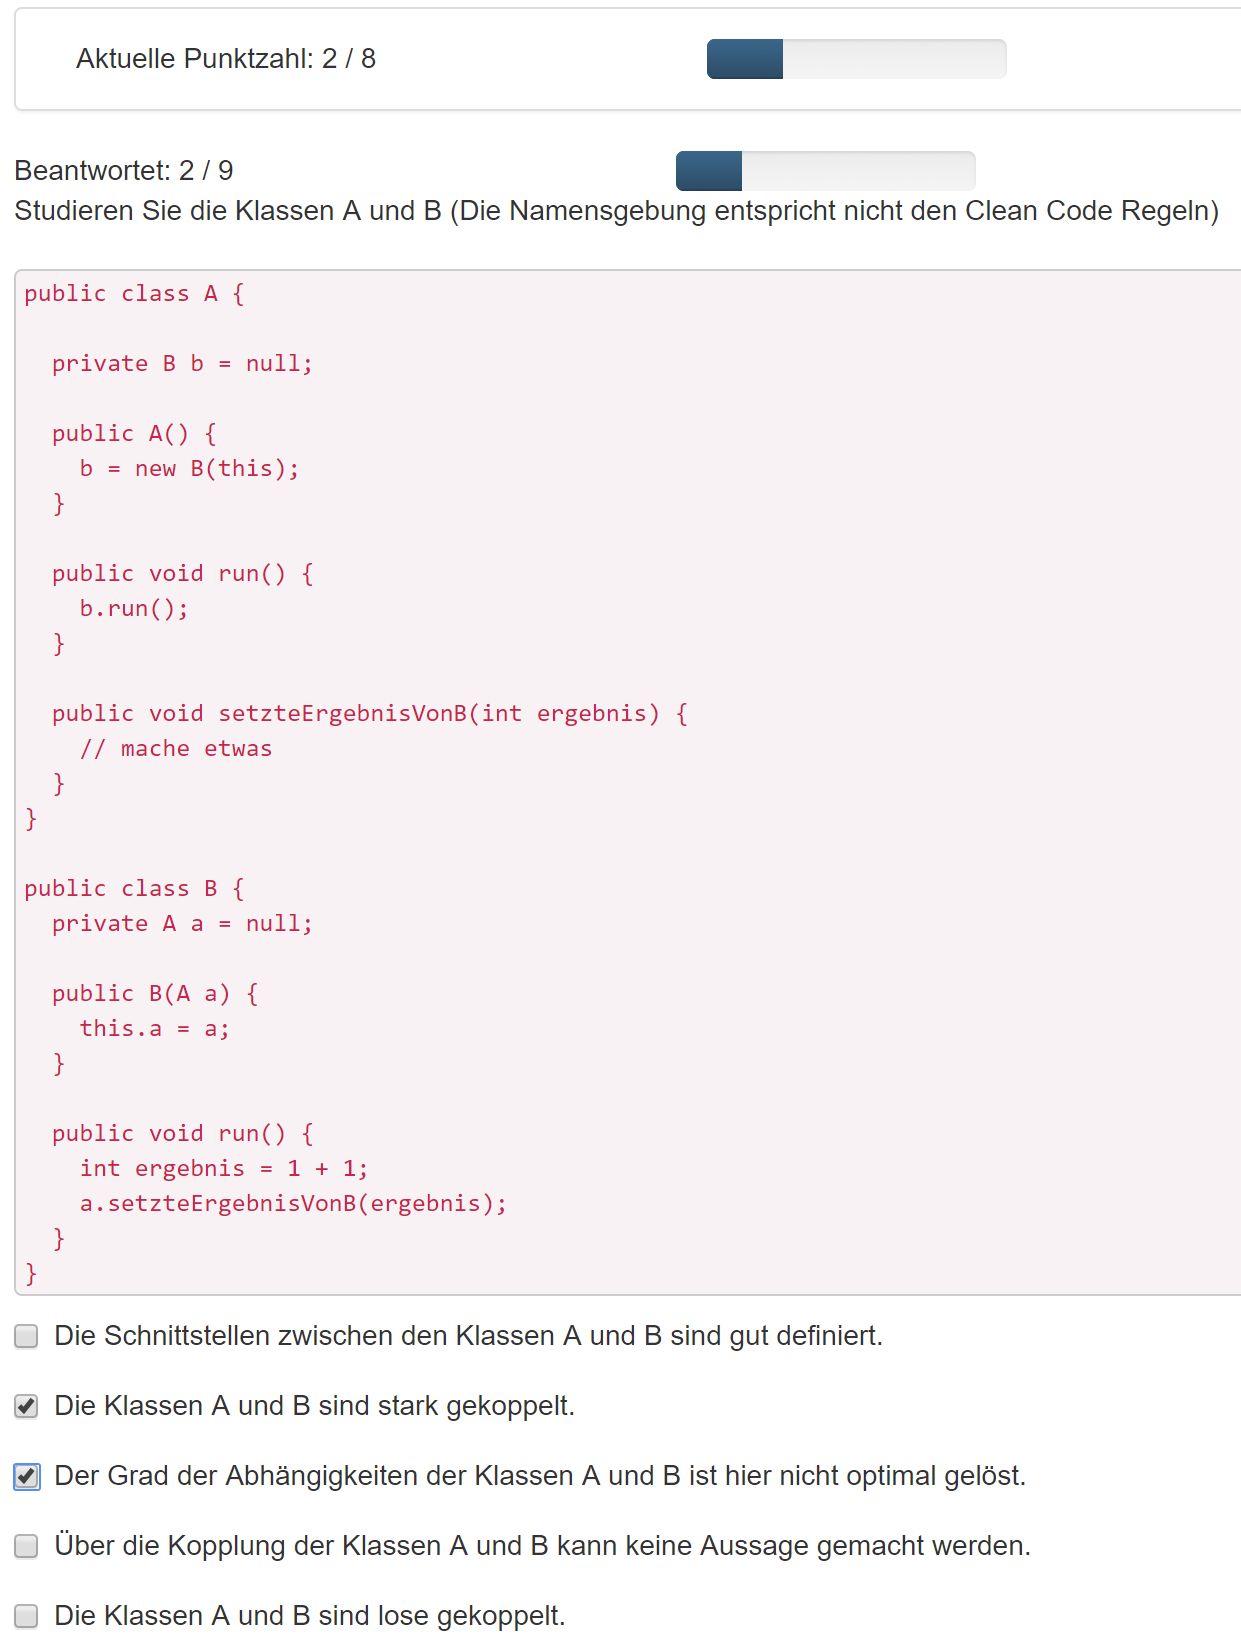 Aktuelle Punktzahl: 2 / 8
Beantwortet: 2 / 9
Studieren Sie die Klassen A und B (Die Namensgebung entspricht nicht den Clean Code Regeln)
public class A {
  private B b = null;
  public A() {
    b = new B(this);
  }
  public void run() {
    b.run();
  }
  public void setzteErgebnisVonB(int ergebnis) {
    // mache etwas
  }
}
public class B {
  private A a = null;
  public B(A a) {
    this.a = a;
  }
  public void run() {
    int ergebnis = 1 + 1;
    a.setzteErgebnisVonB(ergebnis);
  }
}
Die Schnittstellen zwischen den Klassen A und B sind gut definiert.
Die Klassen A und B sind stark gekoppelt.
Der Grad der Abhängigkeiten der Klassen A und B ist hier nicht optimal gelöst.
Über die Kopplung der Klassen A und B kann keine Aussage gemacht werden.
Die Klassen A und B sind lose gekoppelt.